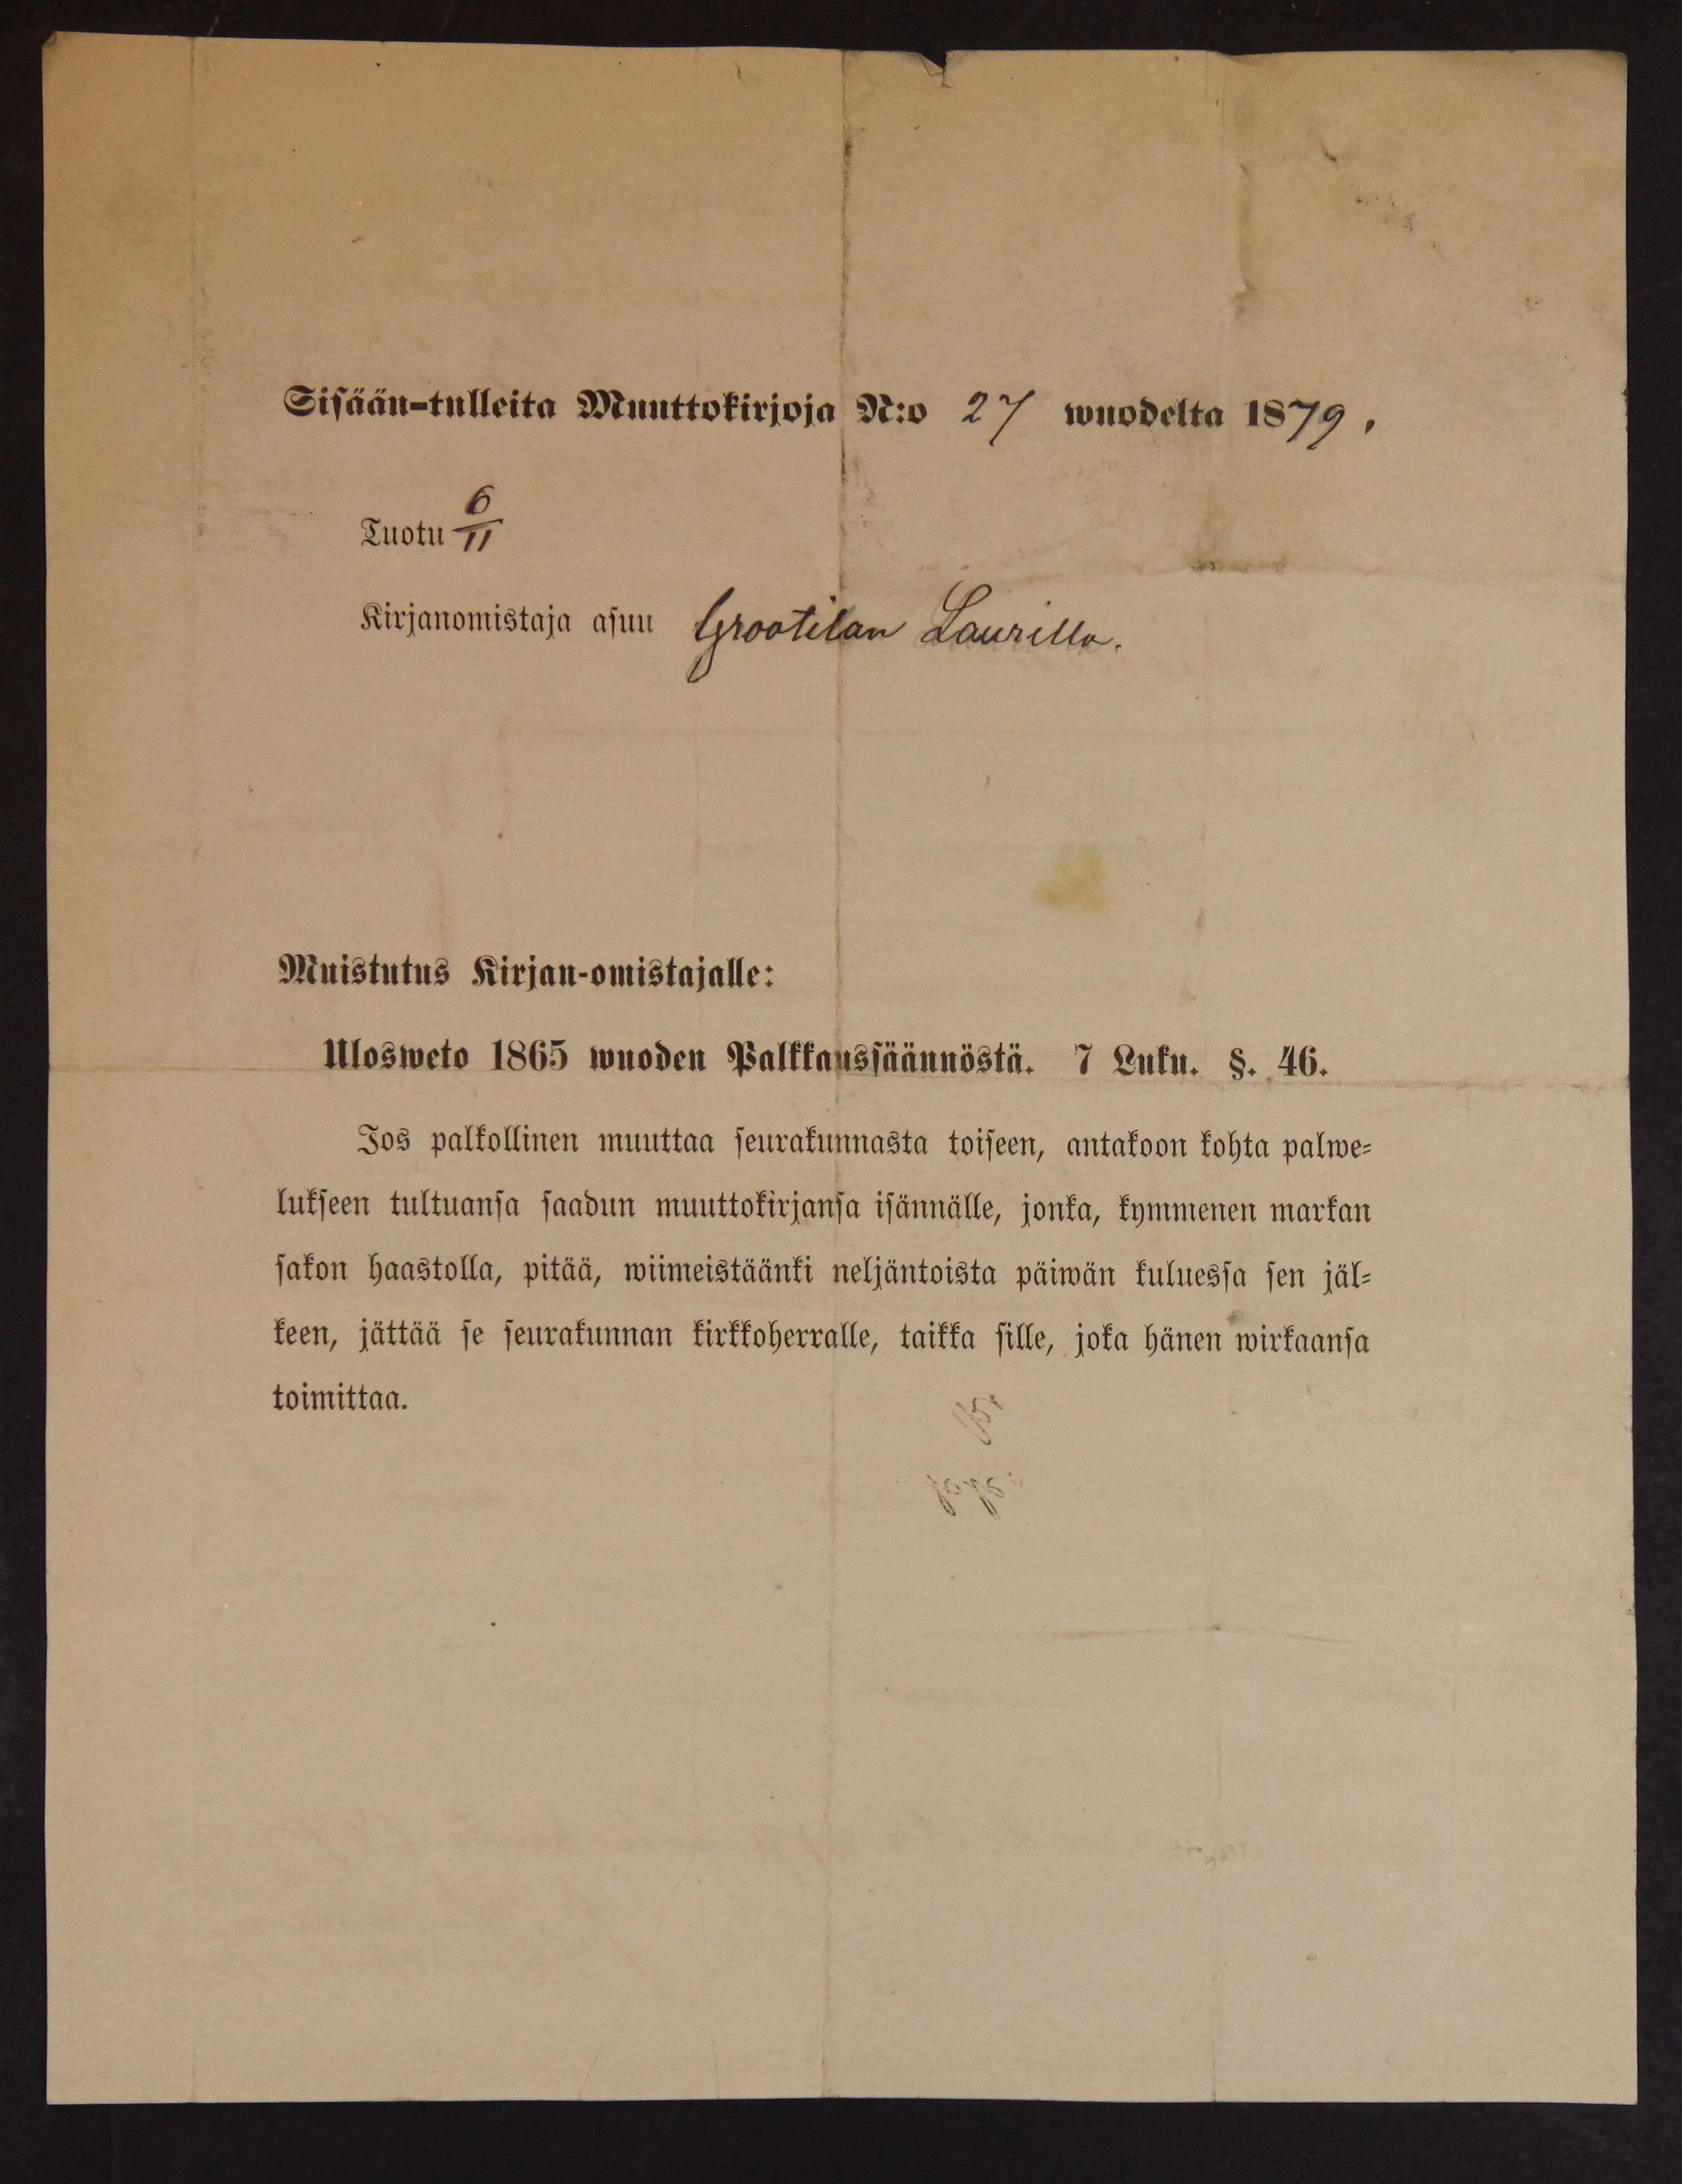 Sisään-tulleita Muuttokirjoja N:o 27 wuodelta 1879.
Tuotu 6/11
Kirjanomistaja asuu Grootilan Laurilla.
Muistutus Kirjan-omistajalle:
Ulosweto 1865 wuoden Palkkaussäännöstä. 7 Luku. §. 46.
Jos palkollinen muuttaa seurakunnasta toiseen, antakoon kohta palwe-
lukseen tultuansa saadun muuttokirjansa isännälle, jonka, kymmenen markan
sakon haastolla, pitää, wiimeistäänki neljäntoista päiwän kuluessa sen jäl-
keen, jättää se seurakunnan kirkkoherralle, taikka sille, joka hänen wirkaansa
toimittaa.